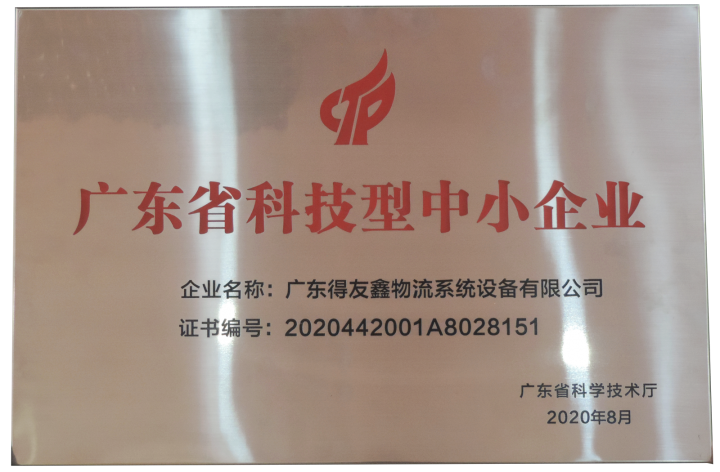 广东省科技型中小企业
企业名称：广东得友鑫物流系统设备有限公司
证书编号：2020442001A8028151
广东省科学技术厅
2020年8月